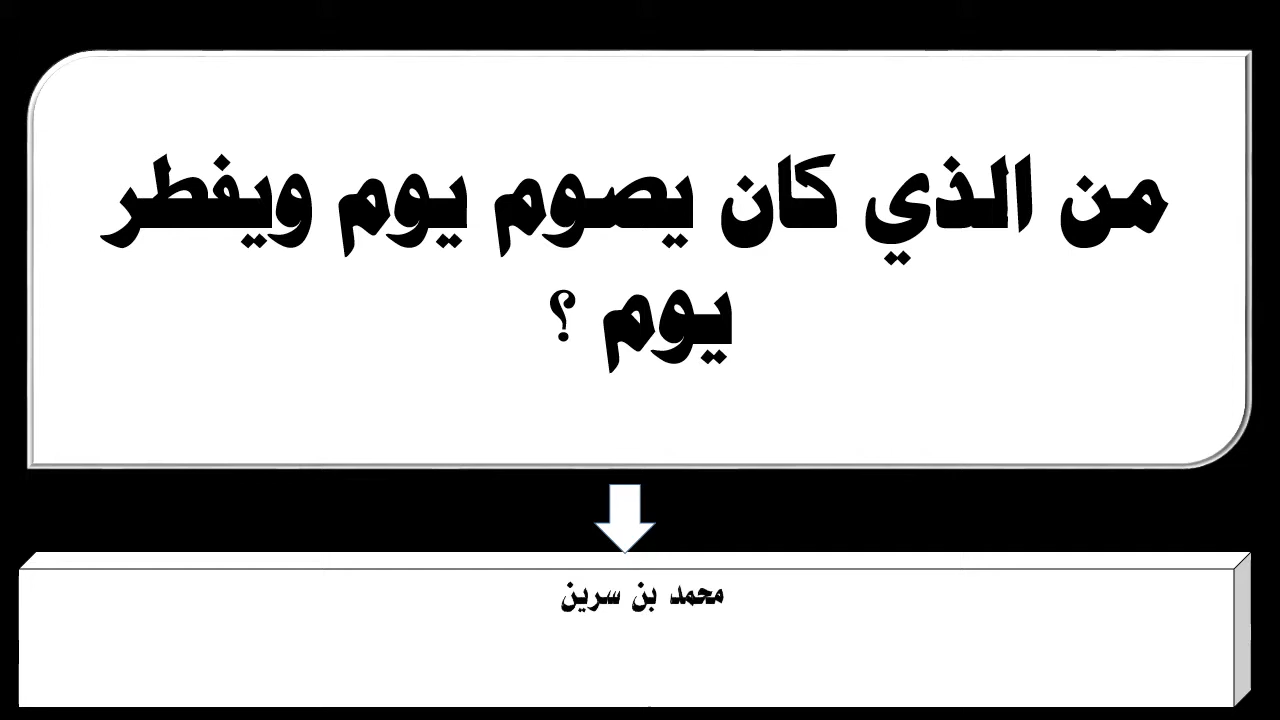 من الذي كان يصوم يوم ويفطر
يوم ؟
محمد بن سرين